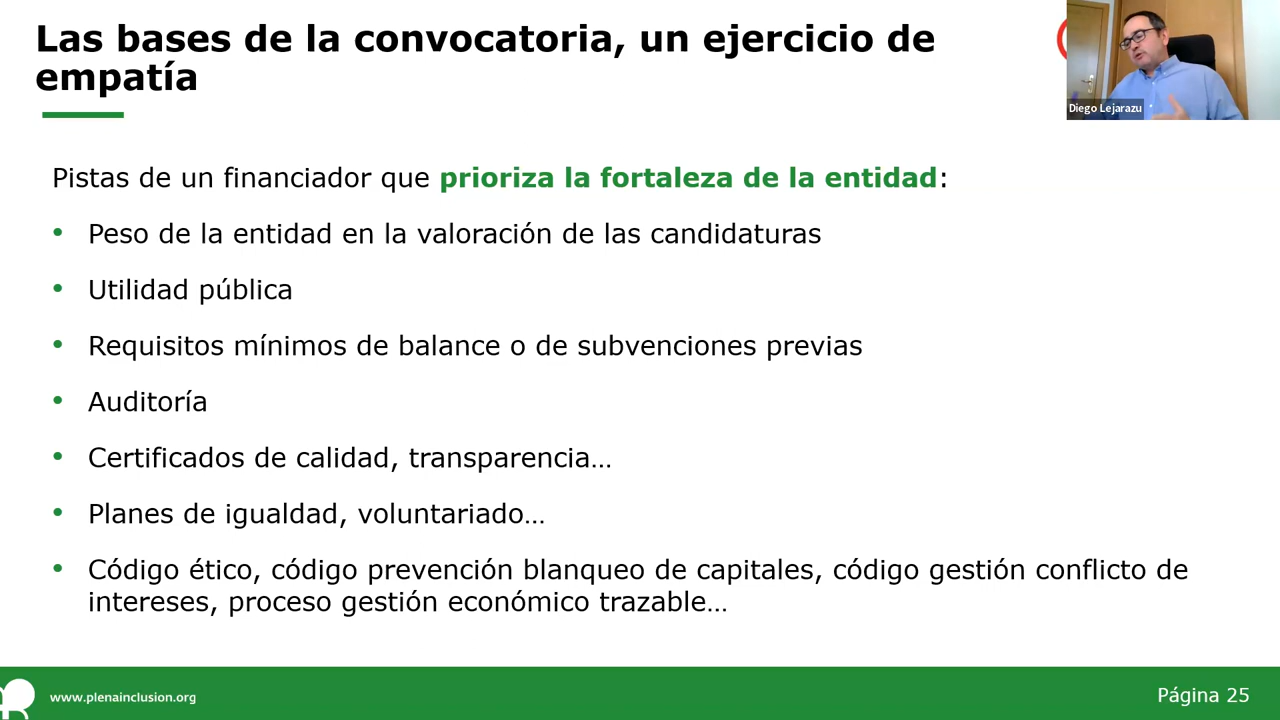 Las bases de la convocatoria, un ejercicio de
empatía
Diego Lejarazu
Pistas de un financiador que prioriza la fortaleza de la entidad:
• Peso de la entidad en la valoración de las candidaturas
• Utilidad pública
• Requisitos mínimos de balance o de subvenciones previas
• Auditoría
• Certificados de calidad, transparencia…
• Planes de igualdad, voluntariado…
• Código ético, código prevención blanqueo de capitales, código gestión conflicto de
intereses, proceso gestión económico trazable…
www.plenainclusion.org
Página 25